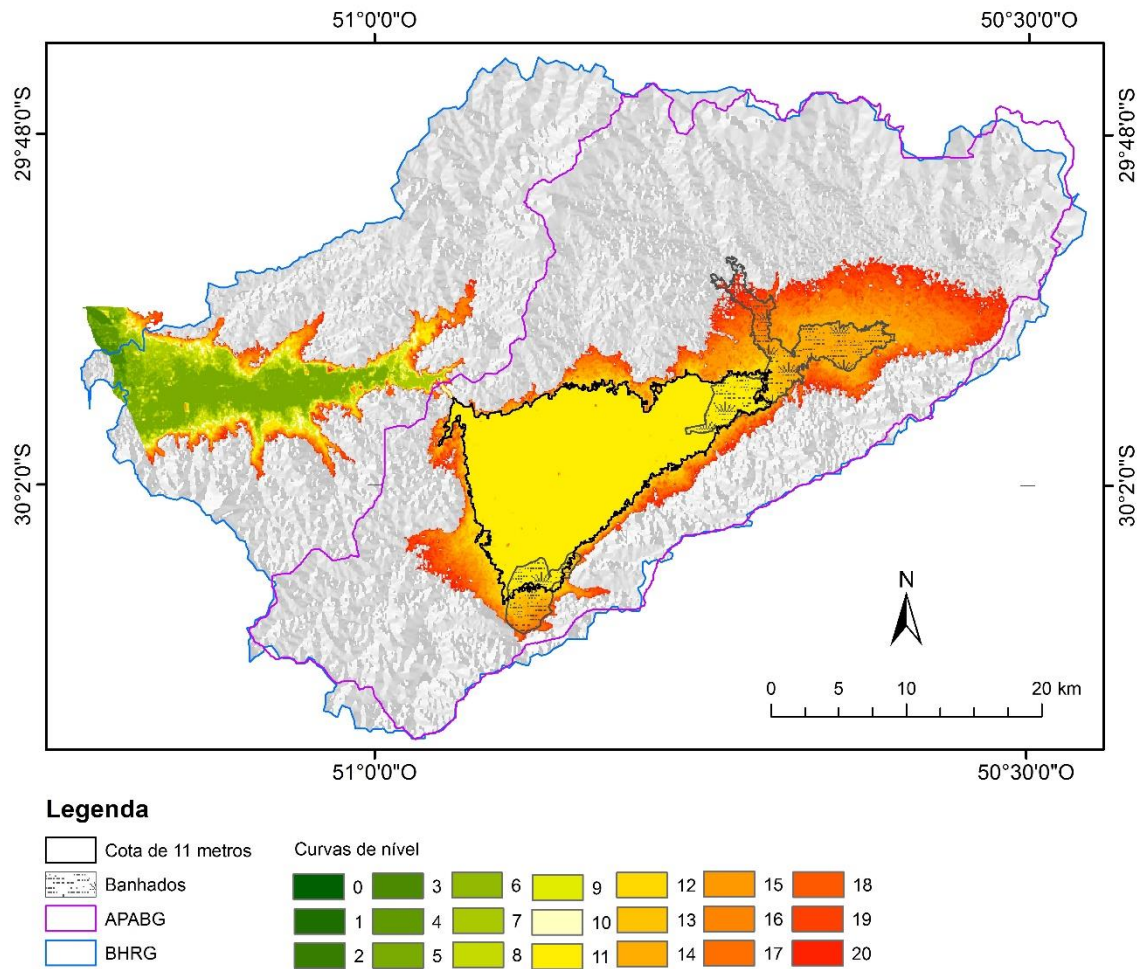 51°0'0"O 50°30'0"O
29°48'0"S 29°48'0"S
30°2'0"S 30°2'0"S
N
0 5 10 20 km
51°0'0"O 50°30'0"O
Legenda
Cota de 11 metros
Banhados
APABG
BHRG
Curvas de nível
0 3 6 9 12 15 18
1 4 7 10 13 16 19
2 5 8 11 14 17 20